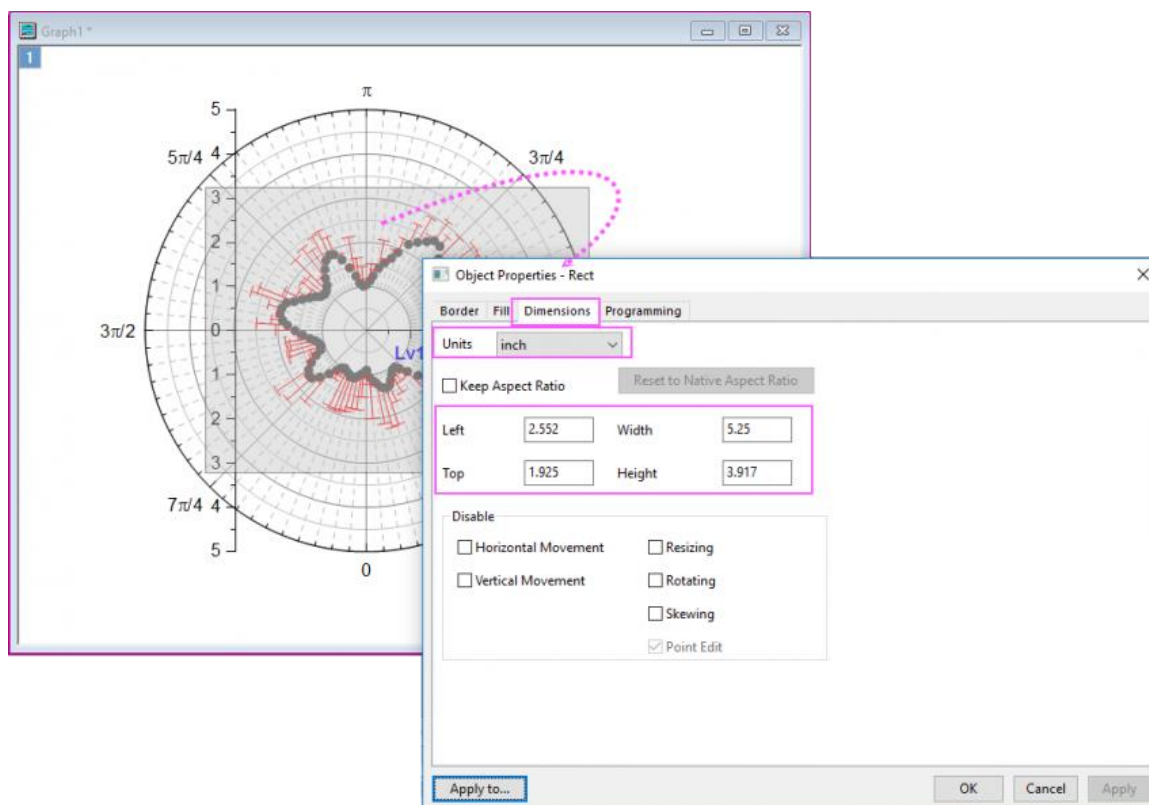 Graph1 *
1
π
5
5π/4 4
3π/4
3
2
1
3π/2
0
Lv1
1
2
3
7π/4 4
5
0
Object Properties - Rect
Border Fill Dimensions Programming
Units inch
Keep Aspect Ratio Reset to Native Aspect Ratio
Left 2.552 Width 5.25
Top 1.925 Height 3.917
Disable
Horizontal Movement Resizing
Vertical Movement Rotating
Skewing
Point Edit
Apply to... OK Cancel Apply